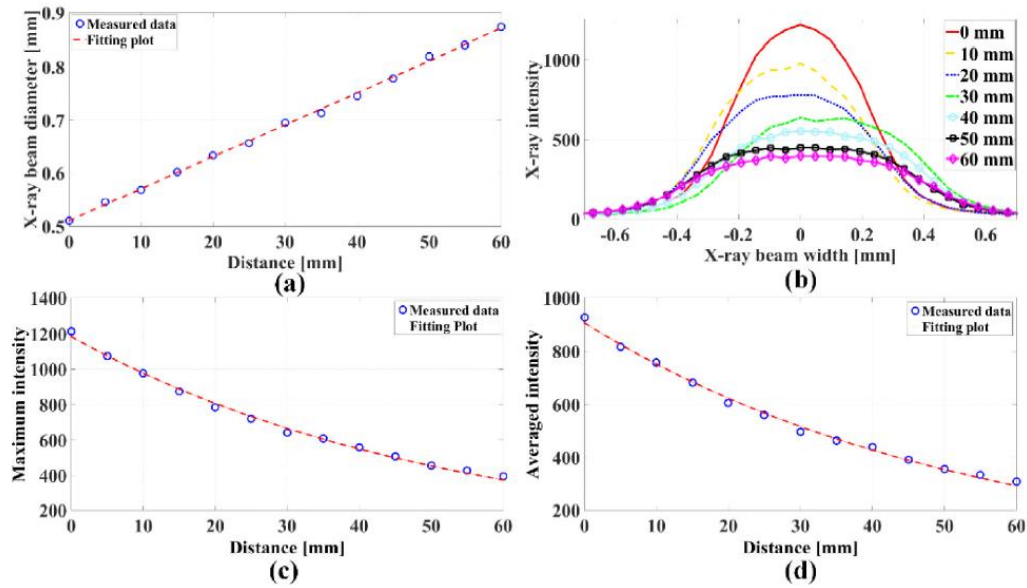 X-ray beam diameter [mm]
0.9
0.8
0.7
0.6
0.5
0 10 20 30 40 50 60
Distance [mm]
Measured data
Fitting plot
(a)
X-ray intensity
1000
500
0
-0.6 -0.4 -0.2 0 0.2 0.4 0.6
X-ray beam width [mm]
0 mm
10 mm
20 mm
30 mm
40 mm
50 mm
60 mm
(b)
Maximum intensity
1400
1200
1000
800
600
400
200
0 10 20 30 40 50 60
Distance [mm]
Measured data
Fitting Plot
(c)
Averaged intensity
1000
800
600
400
200
0 10 20 30 40 50 60
Distance [mm]
Measured data
Fitting Plot
(d)